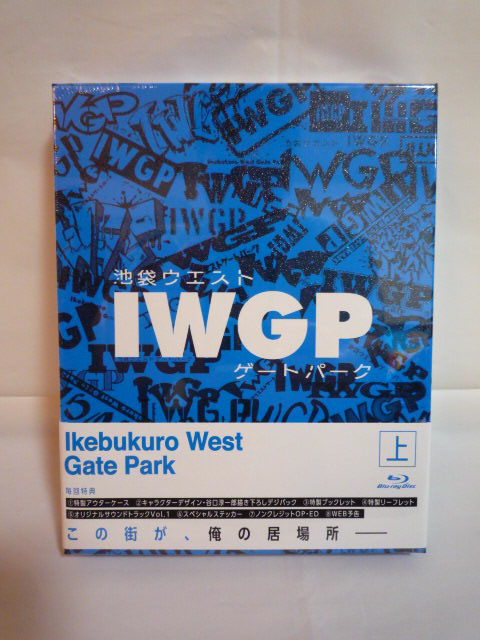 池袋ウエスト
IWGP
ゲートパーク
Ikebukuro West
Gate Park
上
Blu-ray Disc
毎回特典
①特製アウターケース ②キャラクターデザイン・谷口淳一郎描き下ろしデジパック ③特製ブックレット ④特製リーフレット
⑤オリジナルサウンドトラックVol.1 ⑥スペシャルステッカー ⑦ノンクレジットOP・ED ⑧WEB予告
この街が、俺の居場所――